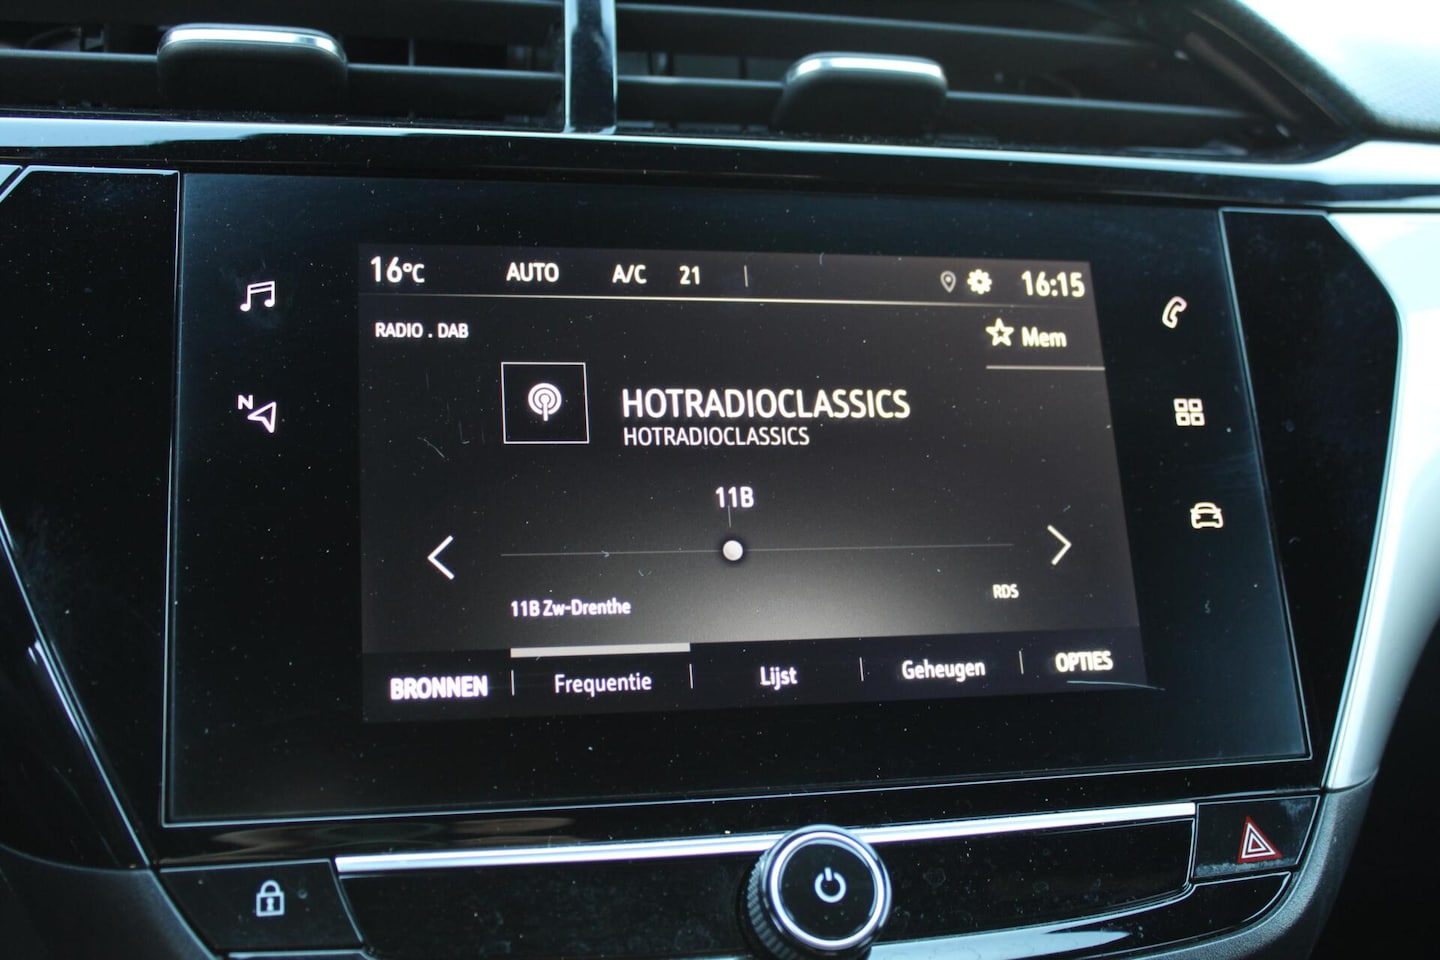 16°C AUTO A/C 21 16:15
RADIO . DAB
Mem
HOTRADIOCLASSICS
HOTRADIOCLASSICS
N
11B
RDS
11B Zw-Drenthe
BRONNEN Frequentie Lijst Geheugen OPTIES